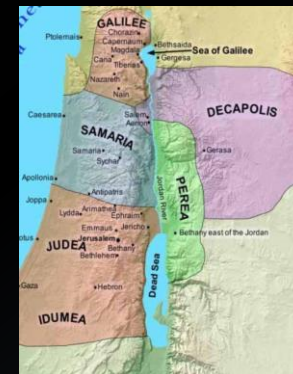 GALILEE
Ptolemais
Chorazin
Capernaum
Bethsaida
Magdala
Sea of Galilee
Cana
Gergesa
Tiberias
Nazareth
Nain
DECAPOLIS
Caesarea
Salem
Aenon
SAMARIA
Samaria
Gerasa
Sychar
PEREA
Apollonia
Jordan River
Antipatris
Joppa
Arimathea
Lydda
Ephraim
Emmaus
Jericho
Bethany east of the Jordan
JUDEA
Jerusalem
Bethany
Bethlehem
Dead Sea
Gaza
Hebron
IDUMEA